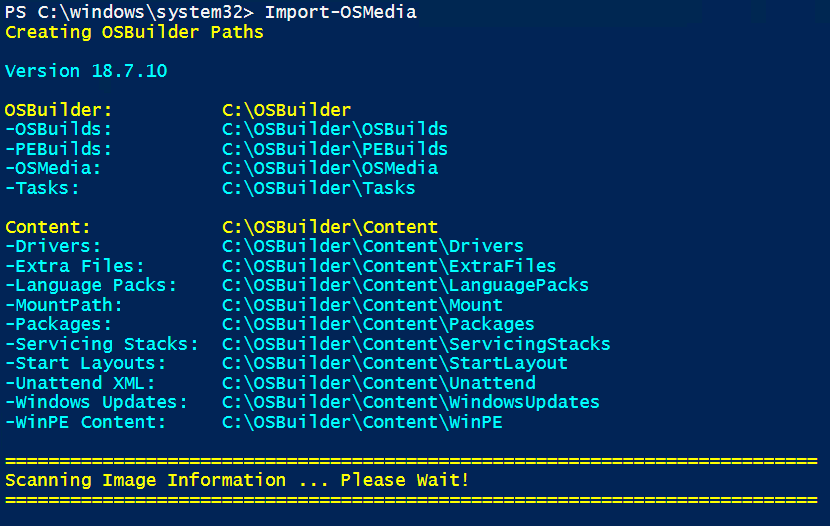 PS C:\windows\system32> Import-OSMedia
Creating OSBuilder Paths
Version 18.7.10
OSBuilder: C:\OSBuilder
-OSBuilds: C:\OSBuilder\OSBuilds
-PEBuilds: C:\OSBuilder\PEBuilds
-OSMedia: C:\OSBuilder\OSMedia
-Tasks: C:\OSBuilder\Tasks
Content: C:\OSBuilder\Content
-Drivers: C:\OSBuilder\Content\Drivers
-Extra Files: C:\OSBuilder\Content\ExtraFiles
-Language Packs: C:\OSBuilder\Content\LanguagePacks
-MountPath: C:\OSBuilder\Content\Mount
-Packages: C:\OSBuilder\Content\Packages
-Servicing Stacks: C:\OSBuilder\Content\ServicingStacks
-Start Layouts: C:\OSBuilder\Content\StartLayout
-Unattend XML: C:\OSBuilder\Content\Unattend
-Windows Updates: C:\OSBuilder\Content\WindowsUpdates
-WinPE Content: C:\OSBuilder\Content\WinPE
===========================================================================
Scanning Image Information ... Please Wait!
===========================================================================